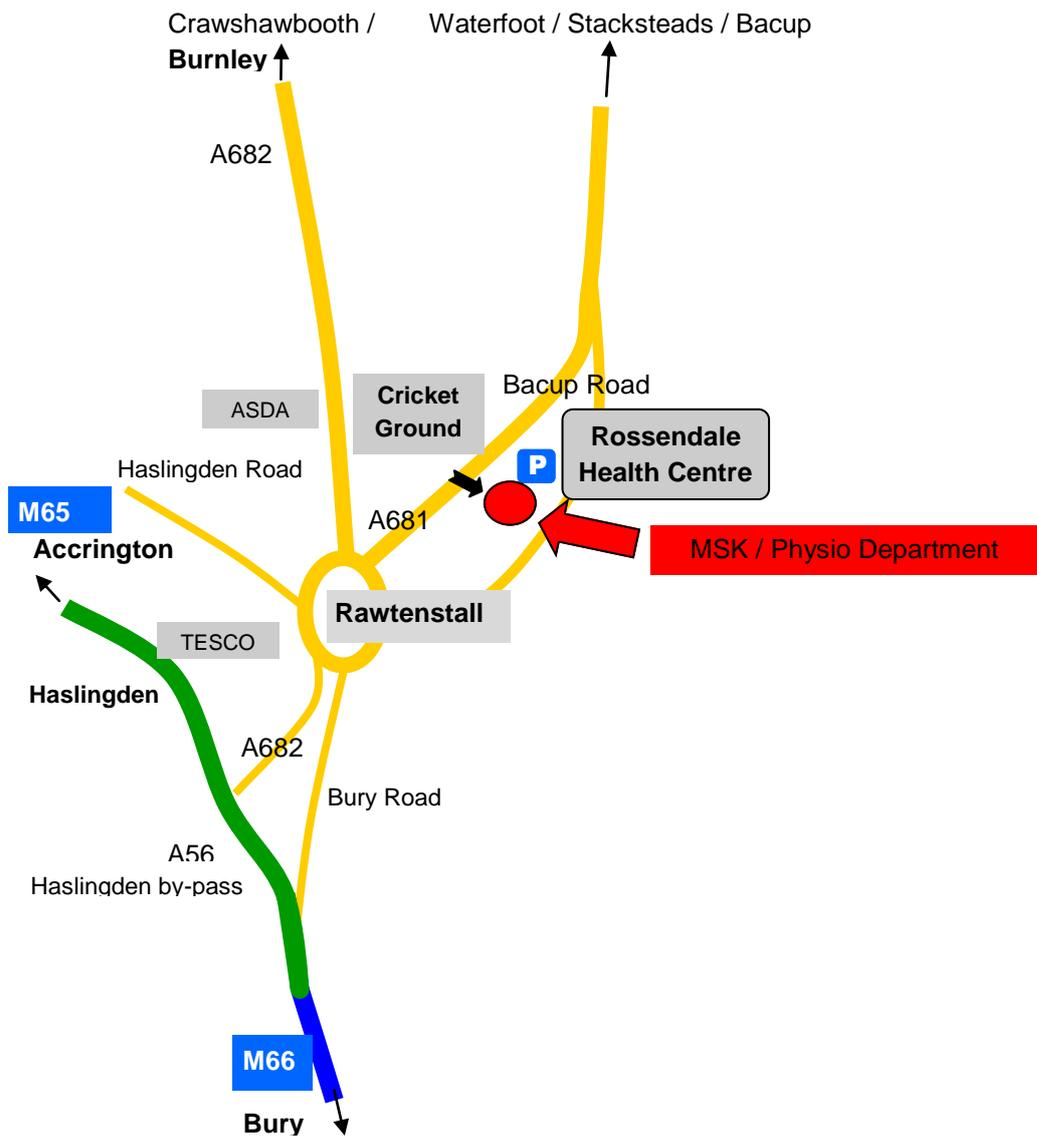 Crawshawbooth /
Burnley
Waterfoot / Stacksteads / Bacup
A682
Bacup Road
Cricket
Ground
ASDA
Rossendale
Health Centre
P
Haslingden Road
M65
Accrington
A681
MSK / Physio Department
Rawtenstall
TESCO
Haslingden
A682
Bury Road
A56
Haslingden by-pass
M66
Bury